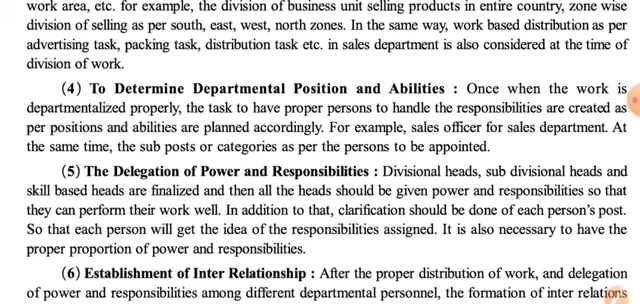 work area, etc. for example, the division of business unit selling products in entire country, zone wise
division of selling as per south, east, west, north zones. In the same way, work based distribution as per
advertising task, packing task, distribution task etc. in sales department is also considered at the time of
division of work.
(4) To Determine Departmental Position and Abilities : Once when the work is
departmentalized properly, the task to have proper persons to handle the responsibilities are created as
per positions and abilities are planned accordingly. For example, sales officer for sales department. At
the same time, the sub posts or categories as per the persons to be appointed.
(5) The Delegation of Power and Responsibilities : Divisional heads, sub divisional heads and
skill based heads are finalized and then all the heads should be given power and responsibilities so that
they can perform their work well. In addition to that, clarification should be done of each person's post.
So that each person will get the idea of the responsibilities assigned. It is also necessary to have the
proper proportion of power and responsibilities.
(6) Establishment of Inter Relationship : After the proper distribution of work, and delegation
of power and responsibilities among different departmental personnel, the formation of inter relations